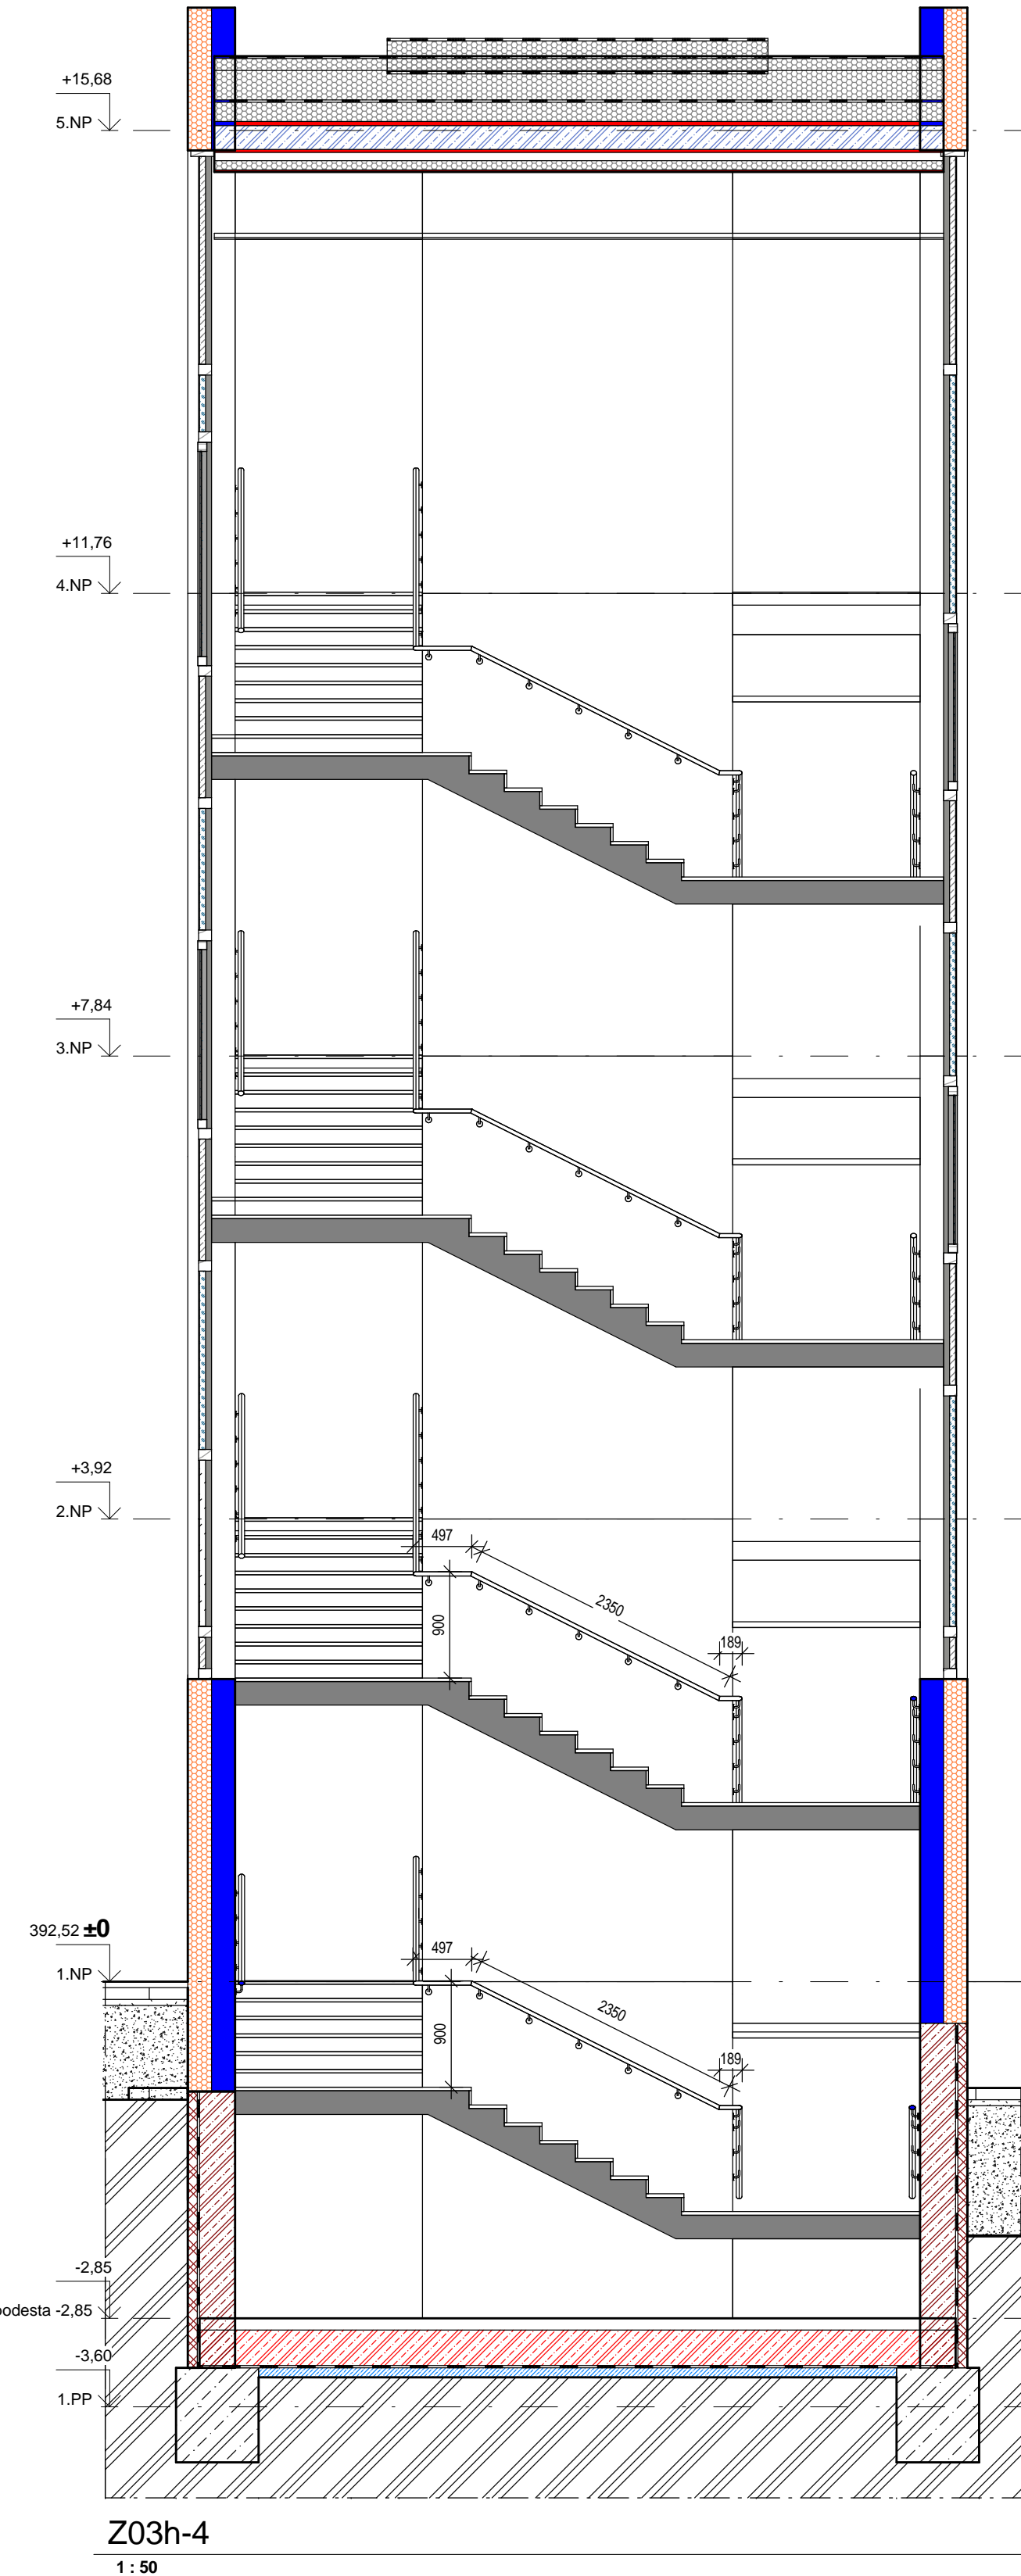 +15,68
5.NP
+11,76
4.NP
+7,84
3.NP
+3,92
2.NP
497
2350
900
189
392,52 ±0
1.NP
497
2350
900
189
-2,85
odesta -2,85
-3,60
1.PP
Z03h-4
1 : 50